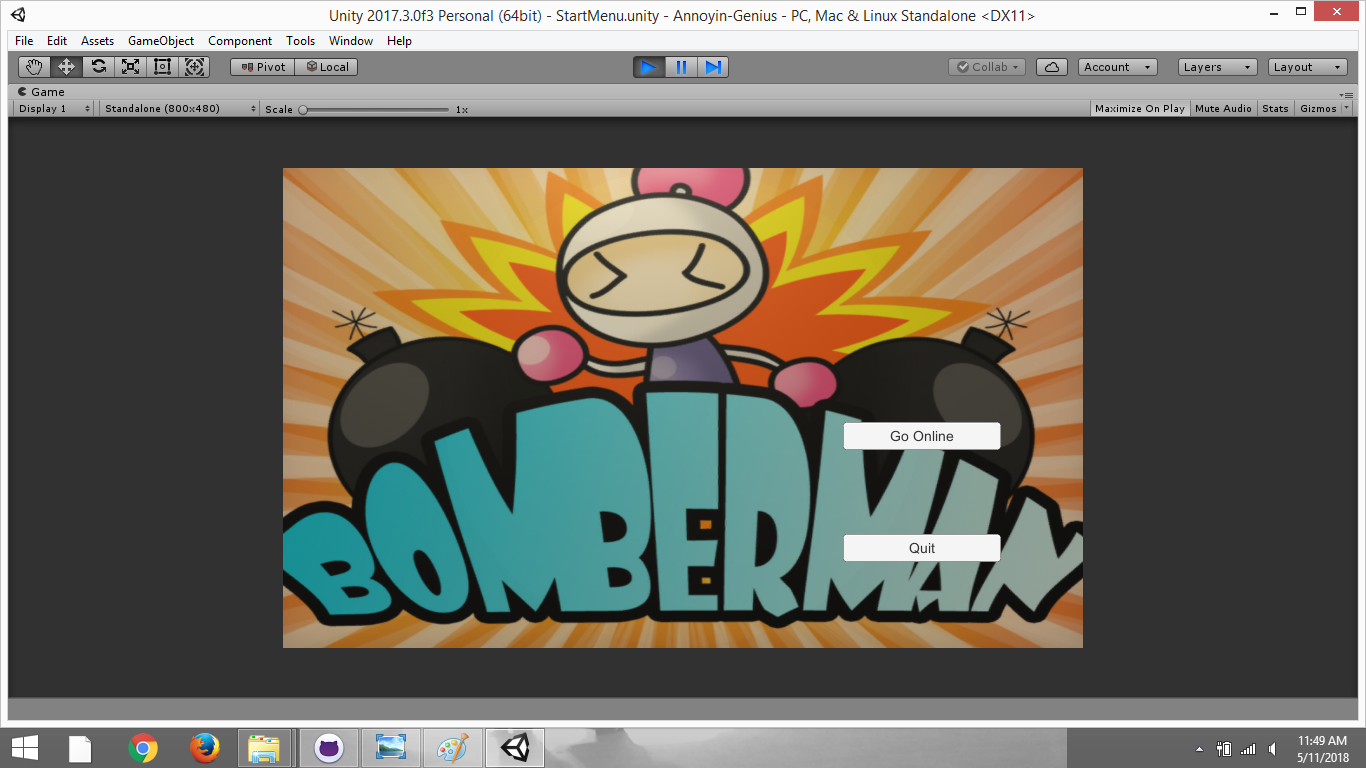 Unity 2017.3.0f3 Personal (64bit) - StartMenu.unity - Annoyin-Genius - PC, Mac & Linux Standalone <DX11>
File Edit Assets GameObject Component Tools Window Help
Pivot Local Collab Account Layers Layout
Game
Display 1 Standalone (800x480) Scale 1x Maximize On Play Mute Audio Stats Gizmos
BOMBERMAN
Go Online
Quit
11:49 AM
5/11/2018